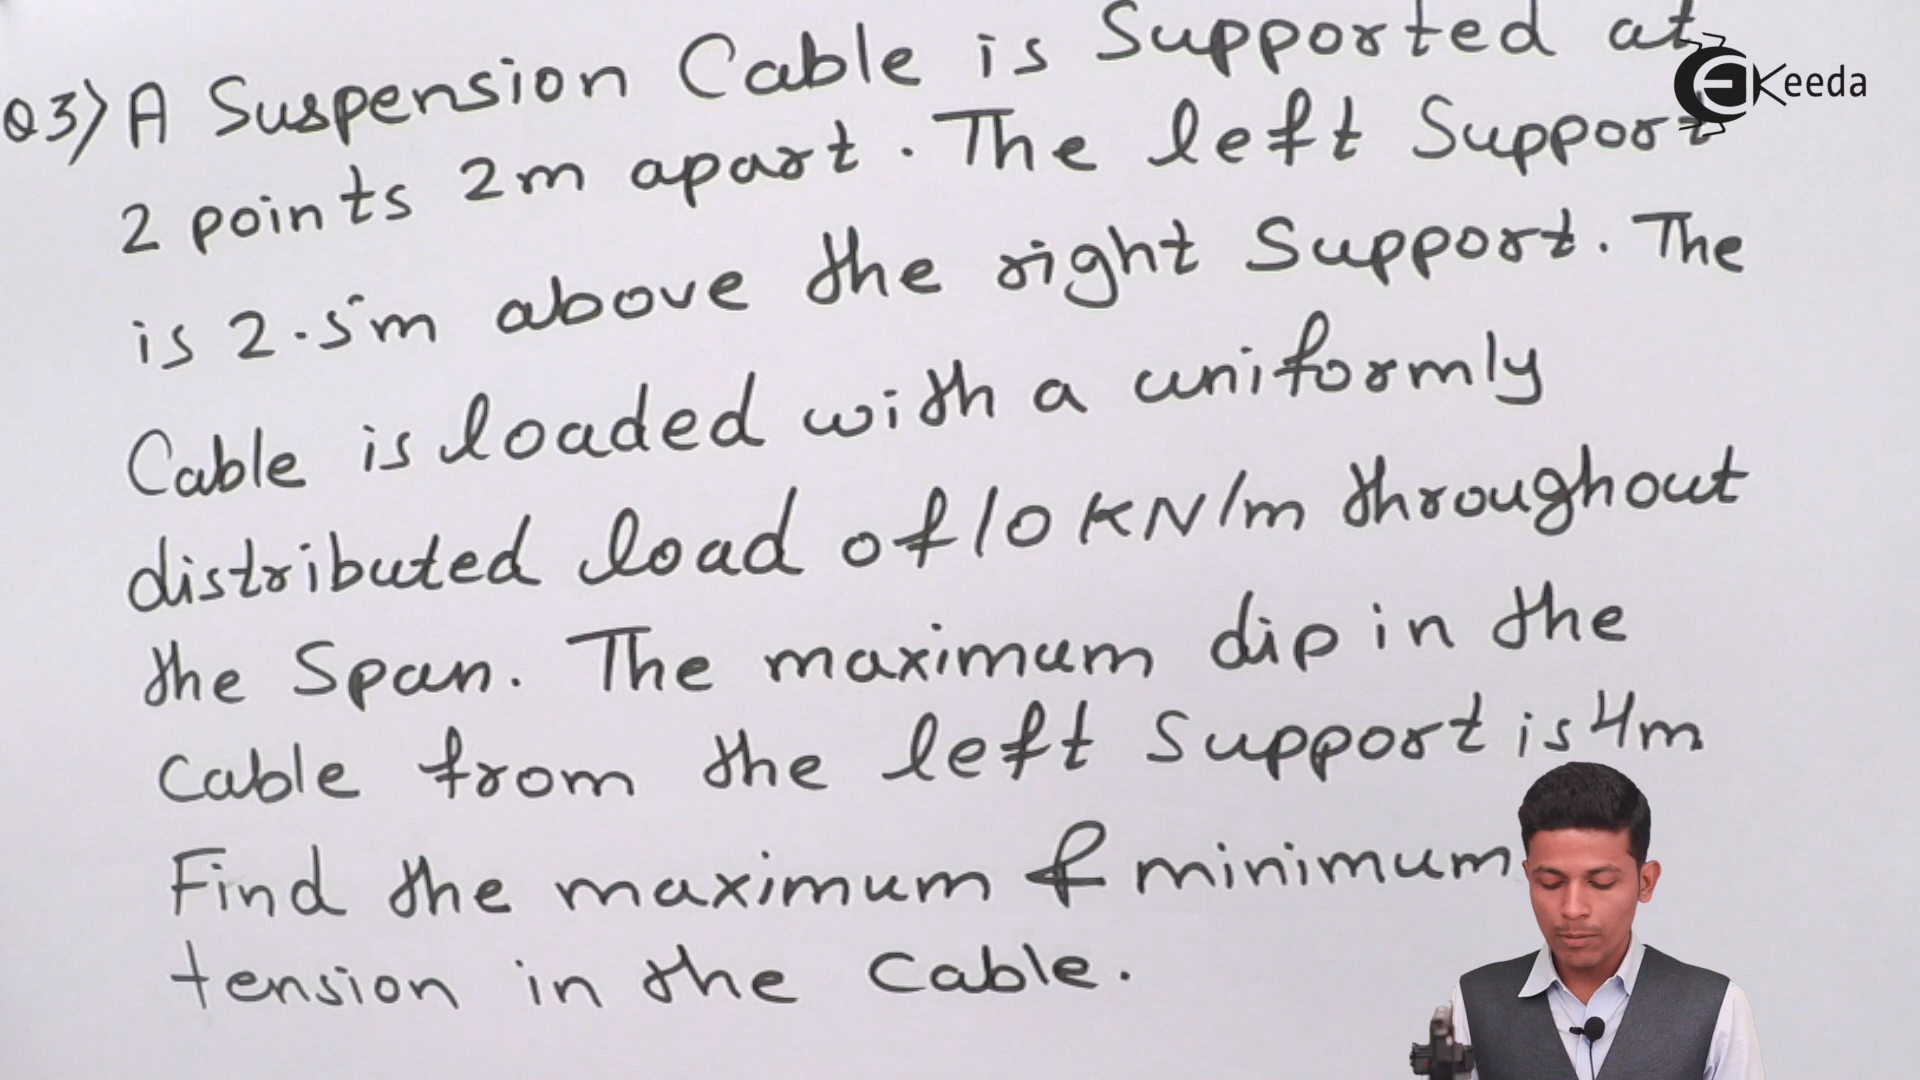 Q3) A Suspension Cable is Supported at
2 points 2m apart. The left Support
is 2.5m above the right Support. The
Cable is loaded with a uniformly
distributed load of 10 KN/m throughout
the Span. The maximum dip in the
Cable from the left Support is 4m
Find the maximum & minimum
tension in the Cable.
EKeeda